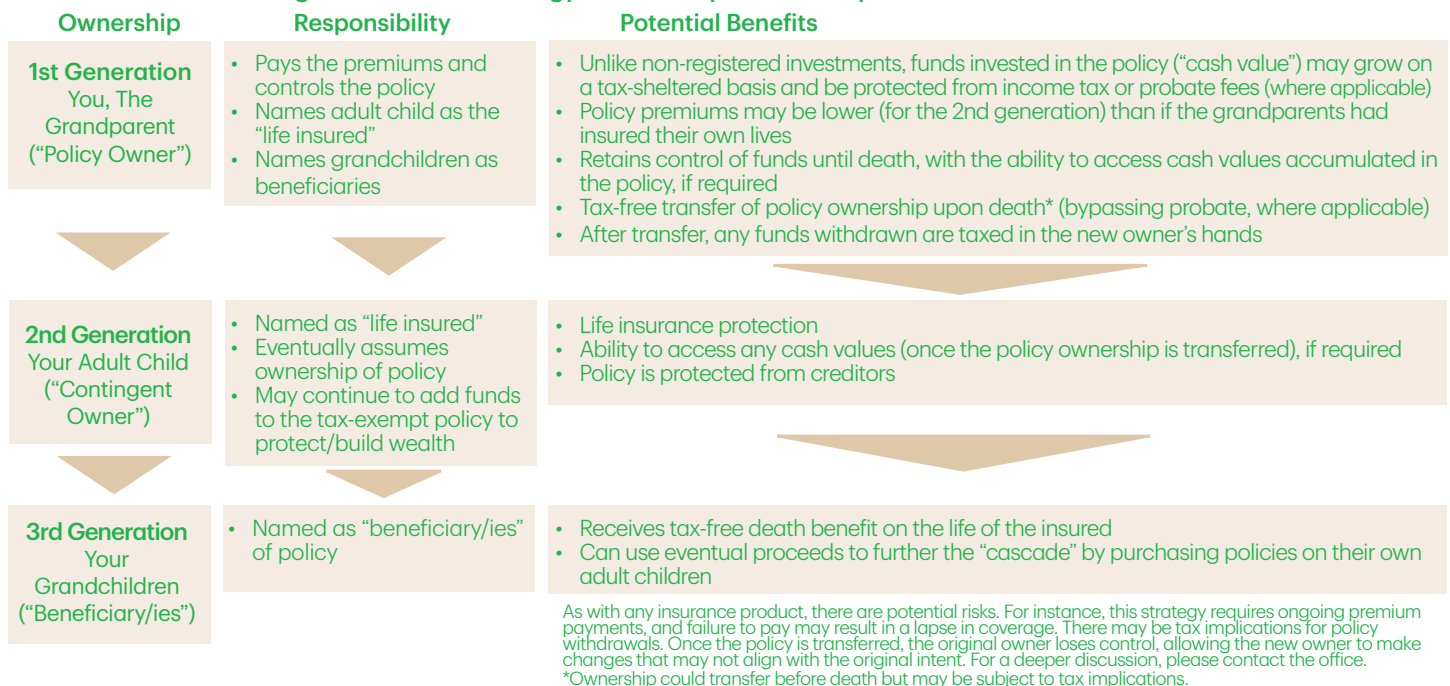 Ownership
Responsibility
Potential Benefits
1st Generation
You, The
Grandparent
(“Policy Owner”)
• Pays the premiums and
controls the policy
• Names adult child as the
“life insured”
• Names grandchildren as
beneficiaries
• Unlike non-registered investments, funds invested in the policy (“cash value”) may grow on
a tax-sheltered basis and be protected from income tax or probate fees (where applicable)
• Policy premiums may be lower (for the 2nd generation) than if the grandparents had
insured their own lives
• Retains control of funds until death, with the ability to access cash values accumulated in
the policy, if required
• Tax-free transfer of policy ownership upon death* (bypassing probate, where applicable)
• After transfer, any funds withdrawn are taxed in the new owner’s hands
2nd Generation
Your Adult Child
(“Contingent
Owner”)
• Named as “life insured”
• Eventually assumes
ownership of policy
• May continue to add funds
to the tax-exempt policy to
protect/build wealth
• Life insurance protection
• Ability to access any cash values (once the policy ownership is transferred), if required
• Policy is protected from creditors
3rd Generation
Your
Grandchildren
(“Beneficiary/ies”)
• Named as “beneficiary/ies”
of policy
• Receives tax-free death benefit on the life of the insured
• Can use eventual proceeds to further the “cascade” by purchasing policies on their own
adult children
As with any insurance product, there are potential risks. For instance, this strategy requires ongoing premium
payments, and failure to pay may result in a lapse in coverage. There may be tax implications for policy
withdrawals. Once the policy is transferred, the original owner loses control, allowing the new owner to make
changes that may not align with the original intent. For a deeper discussion, please contact the office.
*Ownership could transfer before death but may be subject to tax implications.